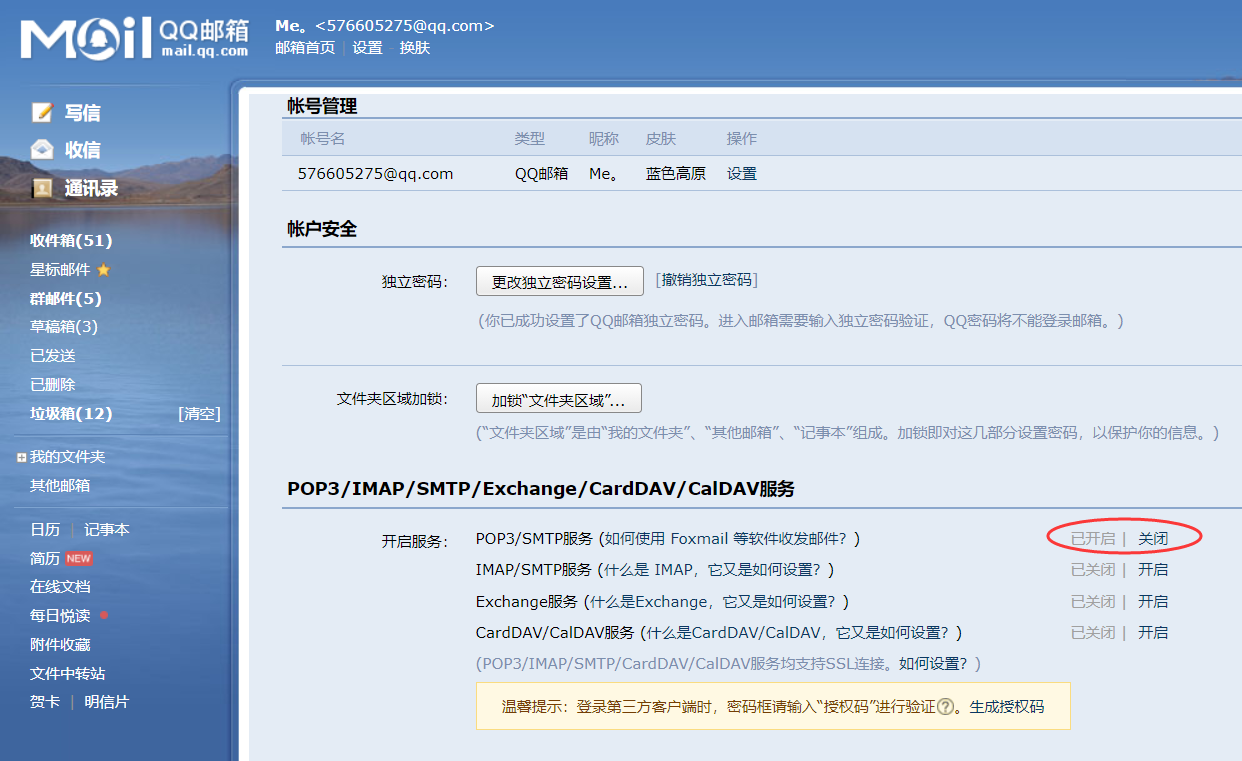 MOil QQ邮箱 mail.qq.com
Me。<576605275@qq.com>
邮箱首页 | 设置 - 换肤
写信
收信
通讯录
收件箱(51)
星标邮件
群邮件(5)
草稿箱(3)
已发送
已删除
垃圾箱(12) [清空]
我的文件夹
其他邮箱
日历 | 记事本
简历 NEW
在线文档
每日悦读
附件收藏
文件中转站
贺卡 | 明信片
帐号管理
帐号名 类型 昵称 皮肤 操作
576605275@qq.com QQ邮箱 Me。 蓝色高原 设置
帐户安全
独立密码： 更改独立密码设置... [撤销独立密码]
(你已成功设置了QQ邮箱独立密码。进入邮箱需要输入独立密码验证，QQ密码将不能登录邮箱。)
文件夹区域加锁： 加锁“文件夹区域”...
(“文件夹区域”是由“我的文件夹”、“其他邮箱”、“记事本”组成。加锁即对这几部分设置密码，以保护你的信息。)
POP3/IMAP/SMTP/Exchange/CardDAV/CalDAV服务
开启服务： POP3/SMTP服务 (如何使用 Foxmail 等软件收发邮件？) 已开启 | 关闭
IMAP/SMTP服务 (什么是 IMAP，它又是如何设置？) 已关闭 | 开启
Exchange服务 (什么是Exchange，它又是如何设置？) 已关闭 | 开启
CardDAV/CalDAV服务 (什么是CardDAV/CalDAV，它又是如何设置？) 已关闭 | 开启
(POP3/IMAP/SMTP/CardDAV/CalDAV服务均支持SSL连接。如何设置？)
温馨提示：登录第三方客户端时，密码框请输入“授权码”进行验证?。生成授权码